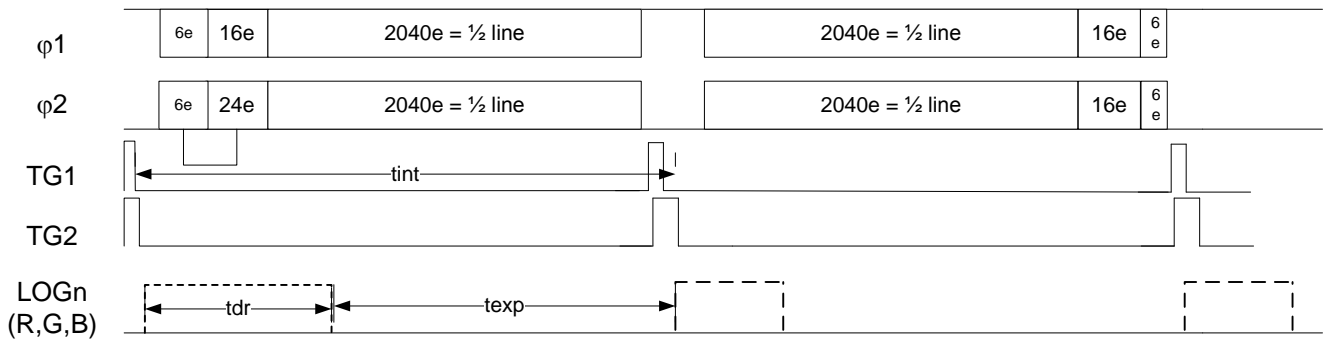 φ1
6e 16e 2040e = ½ line 2040e = ½ line 16e 6
e
φ2
6e 24e 2040e = ½ line 2040e = ½ line 16e 6
e
TG1
tint
TG2
LOGn
(R,G,B)
tdr texp